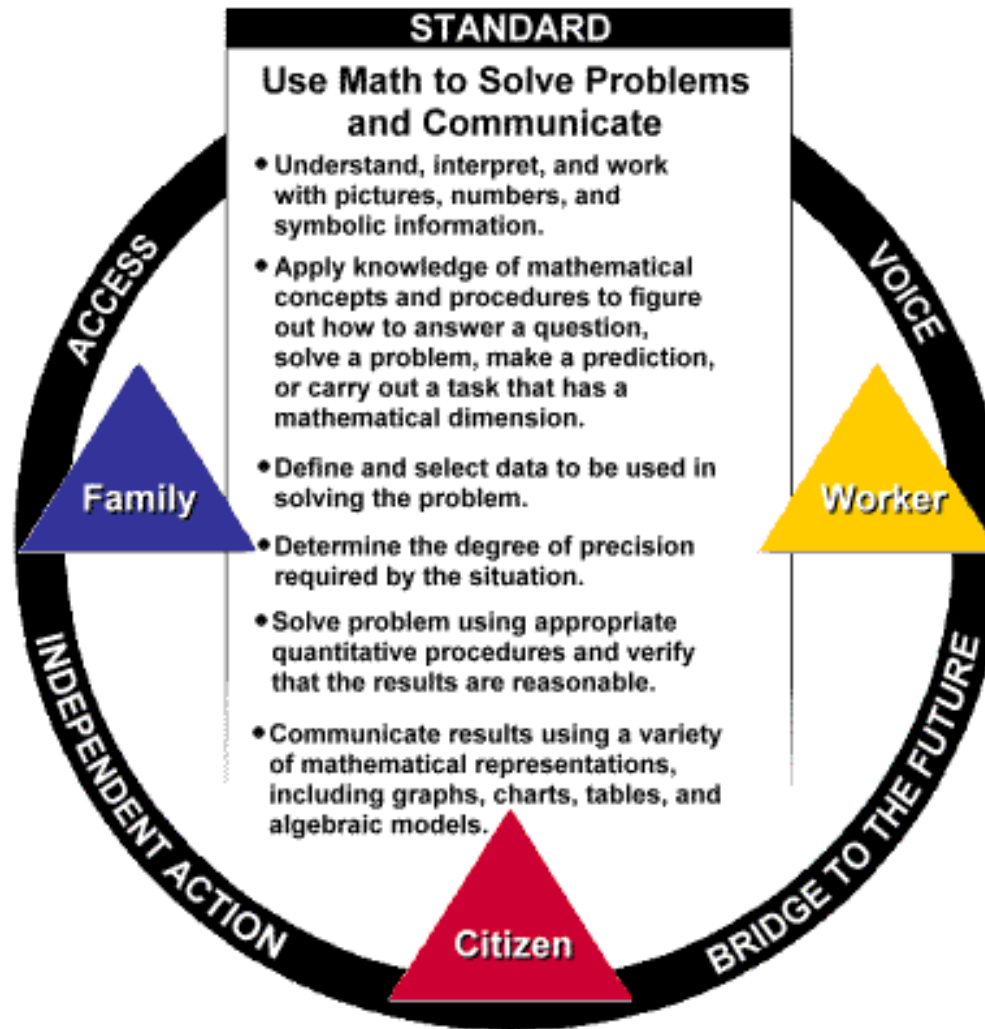 STANDARD
Use Math to Solve Problems
and Communicate
• Understand, interpret, and work
with pictures, numbers, and
symbolic information.
• Apply knowledge of mathematical
concepts and procedures to figure
out how to answer a question,
solve a problem, make a prediction,
or carry out a task that has a
mathematical dimension.
• Define and select data to be used in
solving the problem.
• Determine the degree of precision
required by the situation.
• Solve problem using appropriate
quantitative procedures and verify
that the results are reasonable.
• Communicate results using a variety
of mathematical representations,
including graphs, charts, tables, and
algebraic models.
ACCESS
VOICE
Family
Worker
INDEPENDENT ACTION
BRIDGE TO THE FUTURE
Citizen